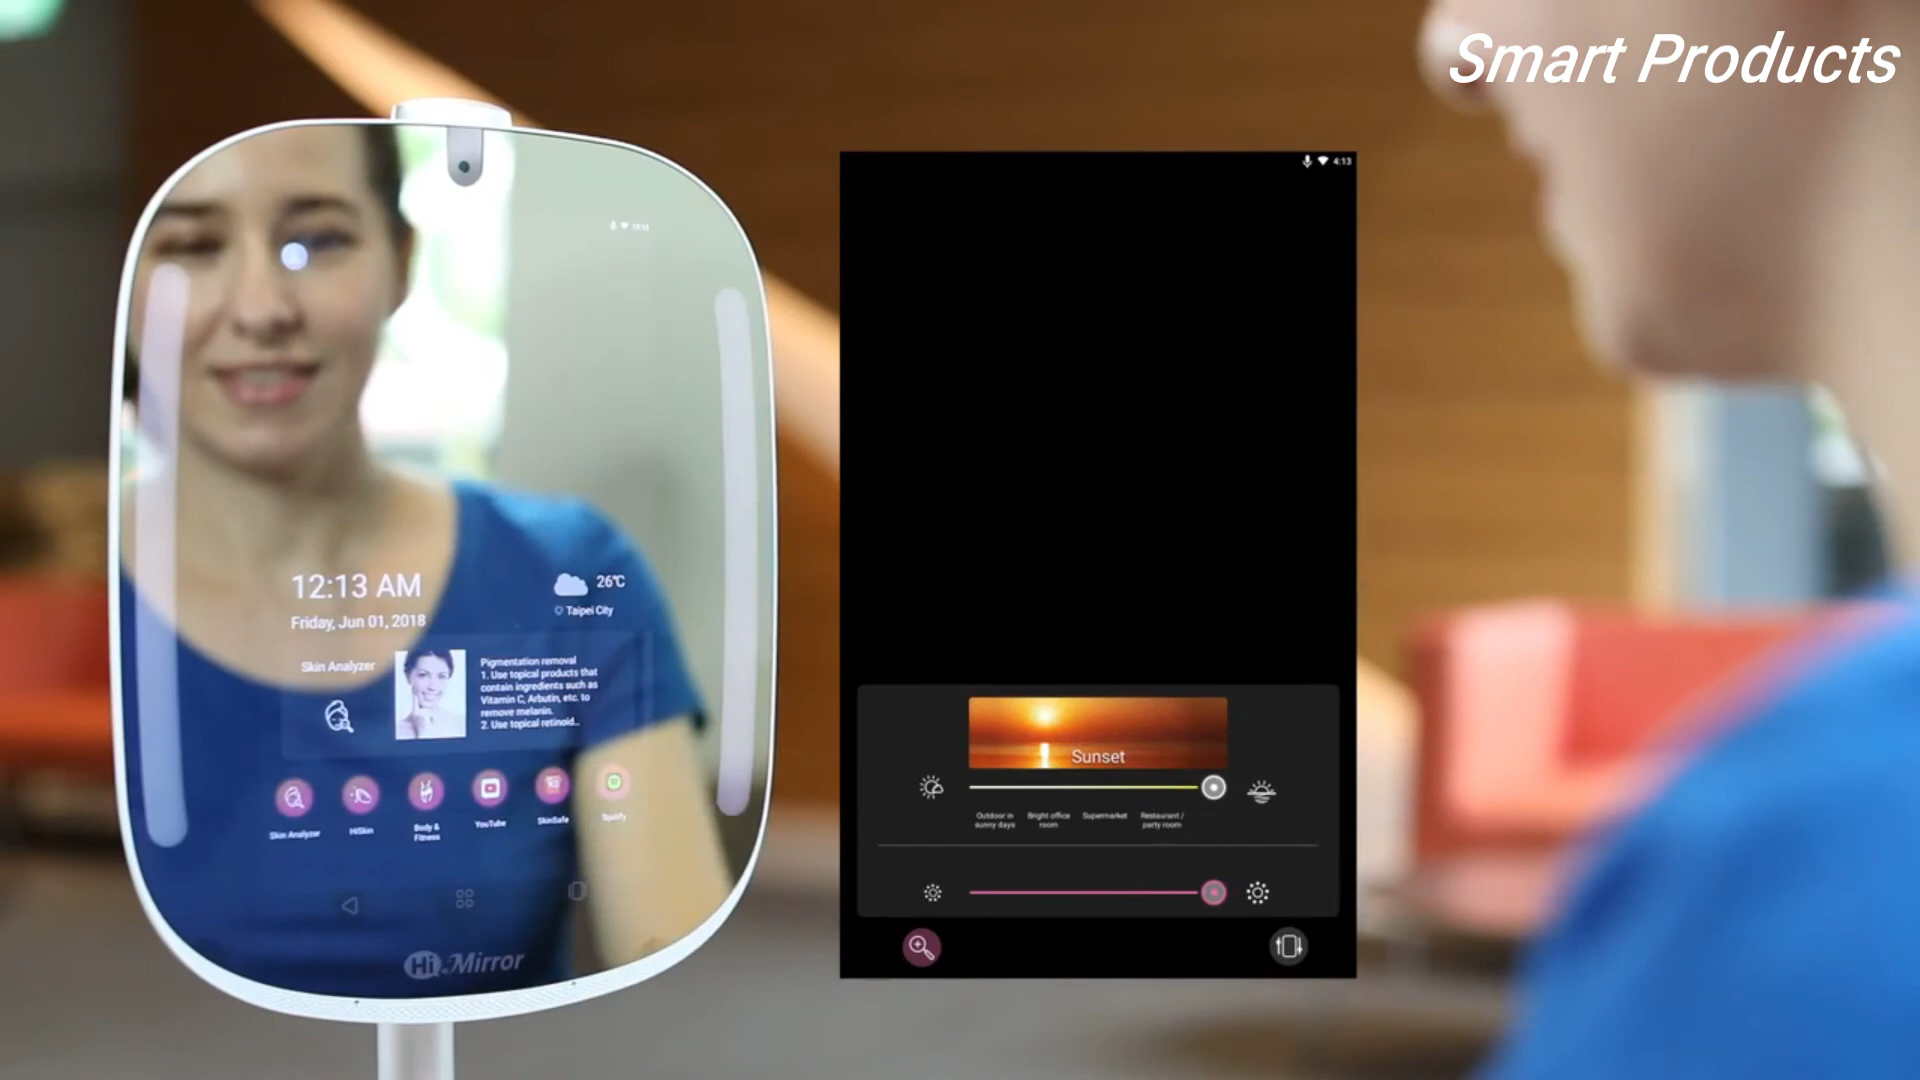 Smart Products
12:13 AM
Friday, Jun 01, 2018
26℃
Taipei City
Skin Analyzer
Pigmentation removal
1. Use topical products that
contain ingredients such as
Vitamin C, Arbutin, etc. to
remove melanin.
2. Use topical retinoid...
Skin Analyzer
HiSkin
Body &
Fitness
YouTube
SkinSafe
Spotify
Hi Mirror
4:13
Sunset
Outdoor in
sunny days
Bright office
room
Supermarket
Restaurant /
party room